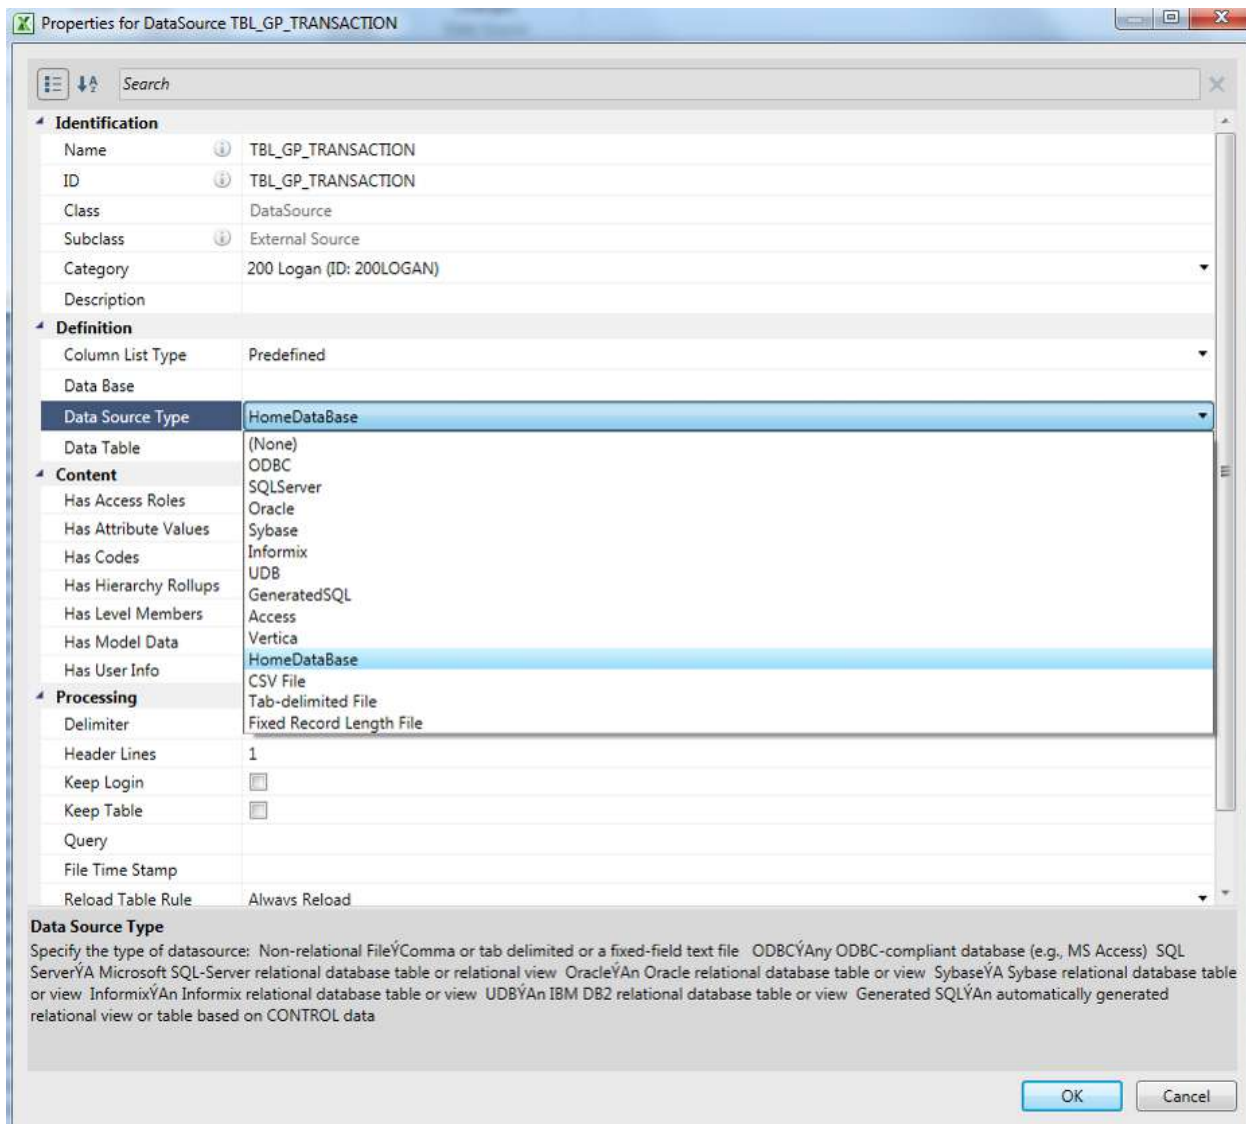 Properties for DataSource TBL_GP_TRANSACTION
Search
Identification
Name TBL_GP_TRANSACTION
ID TBL_GP_TRANSACTION
Class DataSource
Subclass External Source
Category 200 Logan (ID: 200LOGAN)
Description
Definition
Column List Type Predefined
Data Base
Data Source Type HomeDataBase
Data Table (None)
ODBC
Content
SQLServer
Has Access Roles
Oracle
Has Attribute Values Sybase
Has Codes Informix
UDB
Has Hierarchy Rollups
GeneratedSQL
Has Level Members Access
Has Model Data Vertica
Has User Info HomeDataBase
CSV File
Processing Tab-delimited File
Delimiter Fixed Record Length File
Header Lines 1
Keep Login
Keep Table
Query
File Time Stamp
Reload Table Rule Always Reload
Data Source Type
Specify the type of datasource: Non-relational FileÝComma or tab delimited or a fixed-field text file ODBCÝAny ODBC-compliant database (e.g., MS Access) SQL
ServerÝA Microsoft SQL-Server relational database table or relational view OracleÝAn Oracle relational database table or view SybaseÝA Sybase relational database table
or view InformixÝAn Informix relational database table or view UDBÝAn IBM DB2 relational database table or view Generated SQLÝAn automatically generated
relational view or table based on CONTROL data
OK Cancel